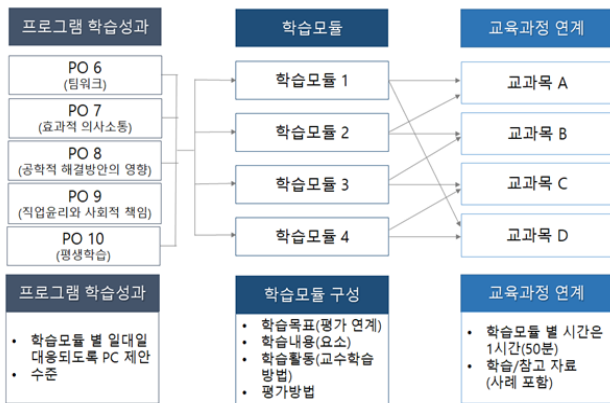 프로그램 학습성과
학습모듈
교육과정 연계
PO 6
(팀워크)
PO 7
(효과적 의사소통)
PO 8
(공학적 해결방안의 영향)
PO 9
(직업윤리와 사회적 책임)
PO 10
(평생학습)
학습모듈 1
학습모듈 2
학습모듈 3
학습모듈 4
교과목 A
교과목 B
교과목 C
교과목 D
프로그램 학습성과
• 학습모듈 별 일대일
대응되도록 PC 제안
• 수준
학습모듈 구성
• 학습목표(평가 연계)
• 학습내용(요소)
• 학습활동(교수학습
방법)
• 평가방법
교육과정 연계
• 학습모듈 별 시간은
1시간(50분)
• 학습/참고 자료
(사례 포함)